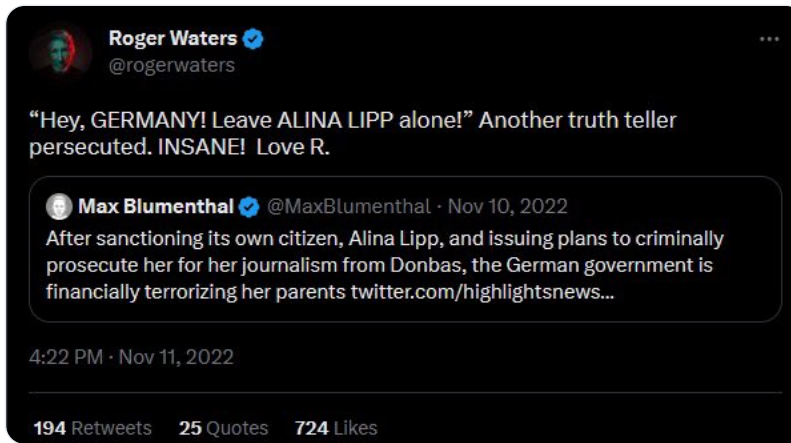 Roger Waters
@rogerwaters
“Hey, GERMANY! Leave ALINA LIPP alone!” Another truth teller
persecuted. INSANE!  Love R.
Max Blumenthal @MaxBlumenthal · Nov 10, 2022
After sanctioning its own citizen, Alina Lipp, and issuing plans to criminally
prosecute her for her journalism from Donbas, the German government is
financially terrorizing her parents twitter.com/highlightsnews...
4:22 PM · Nov 11, 2022
194 Retweets 25 Quotes 724 Likes